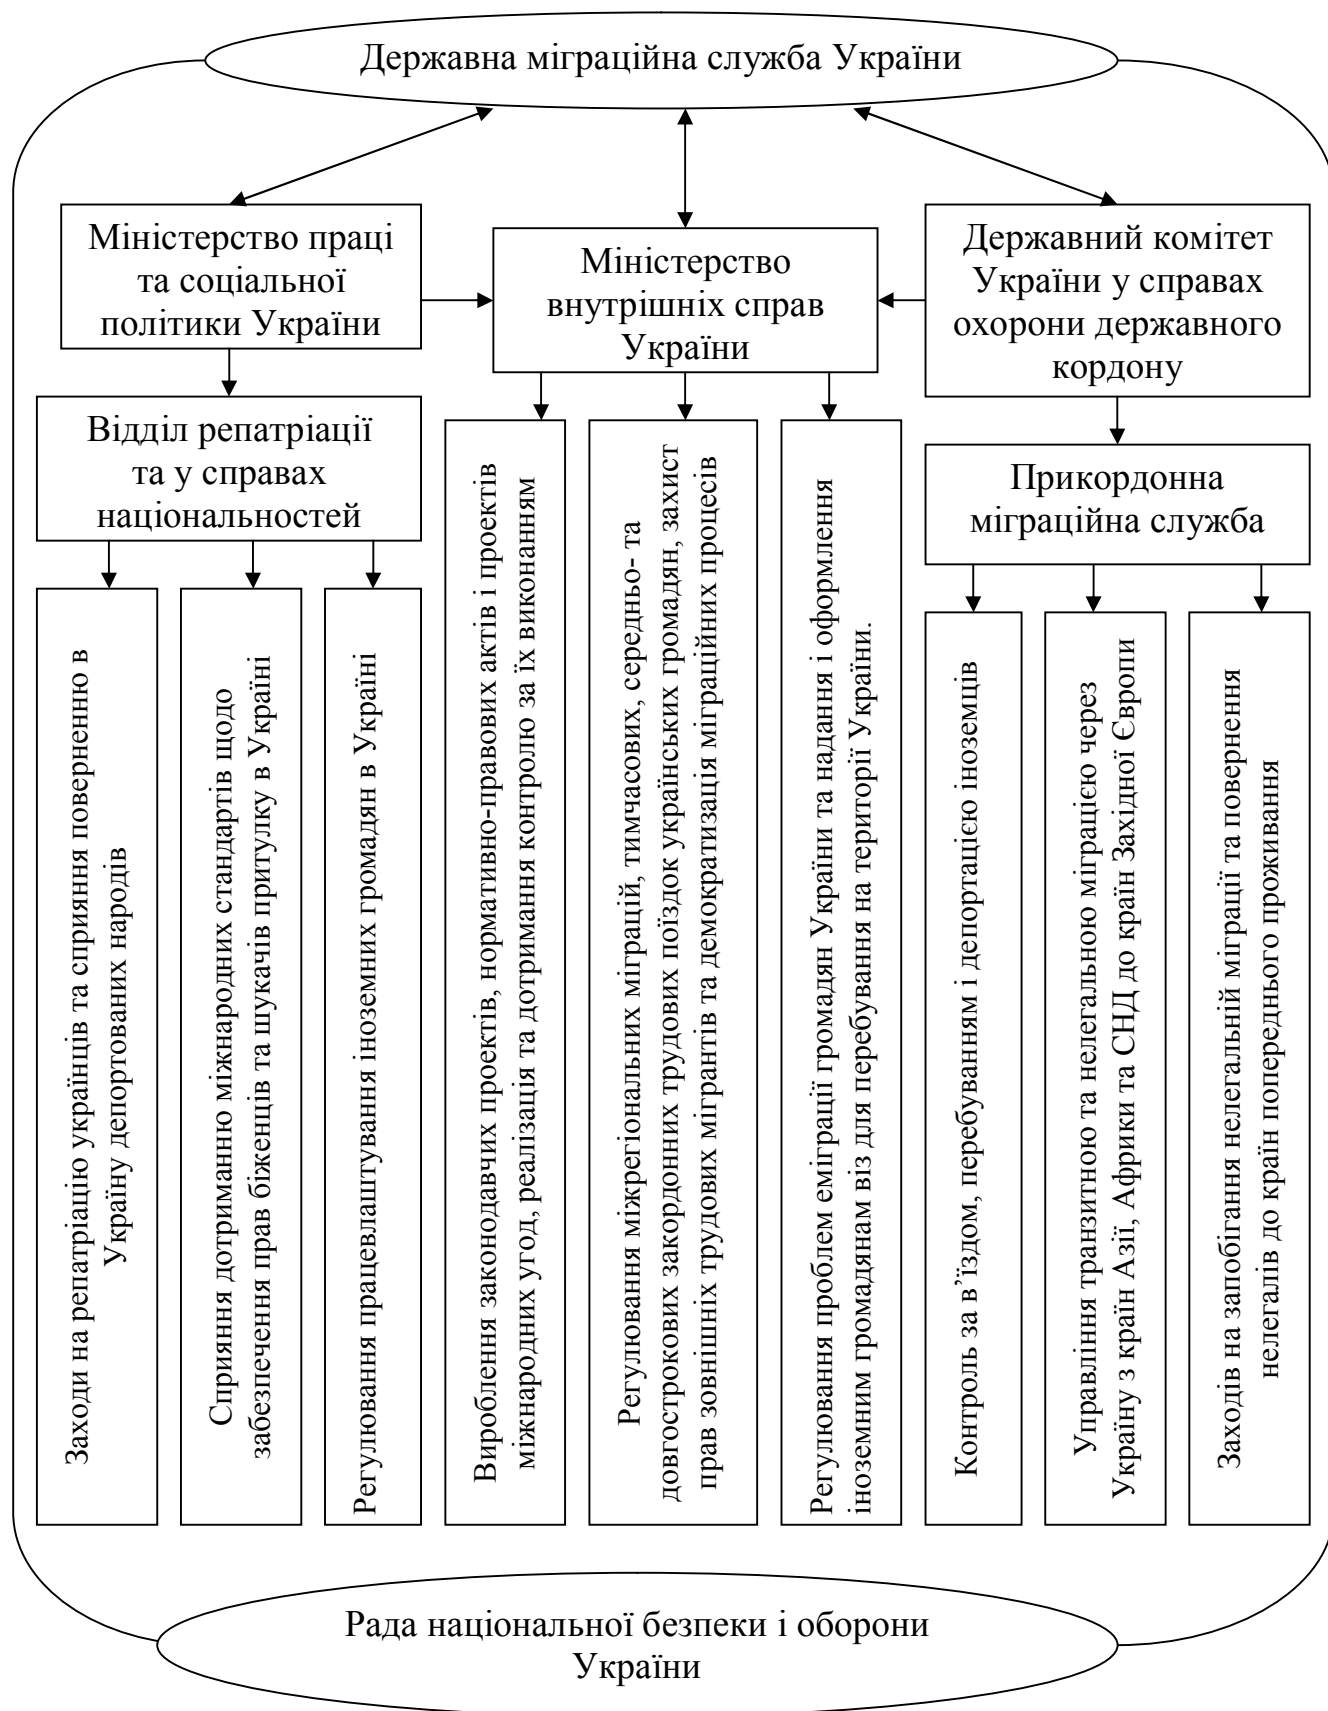 Державна міграційна служба України
Міністерство праці
та соціальної
політики України
Міністерство
внутрішніх справ
України
Державний комітет
України у справах
охорони державного
кордону
Відділ репатріації
та у справах
національностей
Прикордонна
міграційна служба
Заходи на репатріацію українців та сприяння поверненню в
Україну депортованих народів
Сприяння дотриманню міжнародних стандартів щодо
забезпечення прав біженців та шукачів притулку в Україні
Регулювання працевлаштування іноземних громадян в Україні
Вироблення законодавчих проектів, нормативно-правових актів і проектів
міжнародних угод, реалізація та дотримання контролю за їх виконанням
Регулювання міжрегіональних міграцій, тимчасових, середньо- та
довгострокових закордонних трудових поїздок українських громадян, захист
прав зовнішніх трудових мігрантів та демократизація міграційних процесів
Регулювання проблем еміграції громадян України та надання і оформлення
іноземним громадянам віз для перебування на території України.
Контроль за в’їздом, перебуванням і депортацією іноземців
Управління транзитною та нелегальною міграцією через
Україну з країн Азії, Африки та СНД до країн Західної Європи
Заходів на запобігання нелегальній міграції та повернення
нелегалів до країн попереднього проживання
Рада національної безпеки і оборони
України